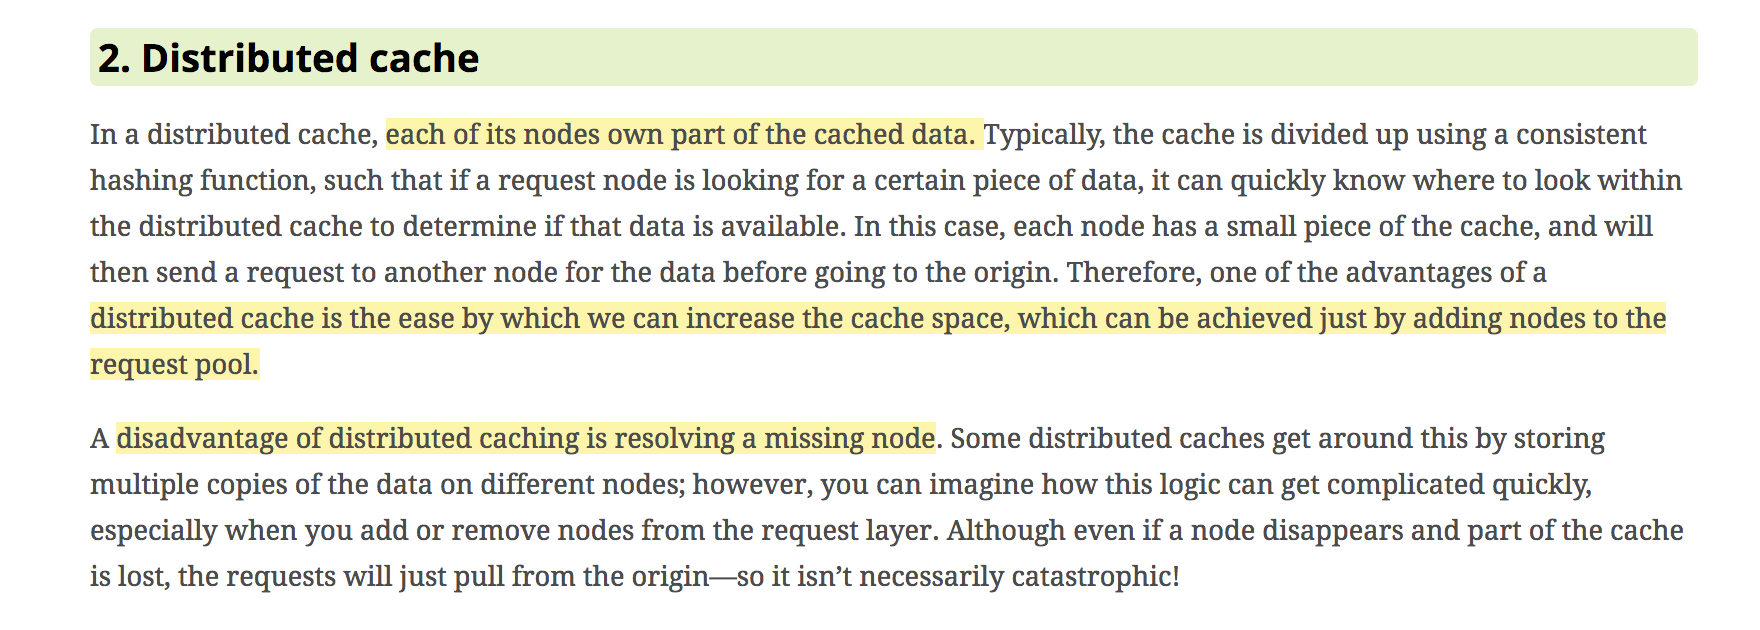 2. Distributed cache
In a distributed cache, each of its nodes own part of the cached data. Typically, the cache is divided up using a consistent
hashing function, such that if a request node is looking for a certain piece of data, it can quickly know where to look within
the distributed cache to determine if that data is available. In this case, each node has a small piece of the cache, and will
then send a request to another node for the data before going to the origin. Therefore, one of the advantages of a
distributed cache is the ease by which we can increase the cache space, which can be achieved just by adding nodes to the
request pool.
A disadvantage of distributed caching is resolving a missing node. Some distributed caches get around this by storing
multiple copies of the data on different nodes; however, you can imagine how this logic can get complicated quickly,
especially when you add or remove nodes from the request layer. Although even if a node disappears and part of the cache
is lost, the requests will just pull from the origin—so it isn’t necessarily catastrophic!